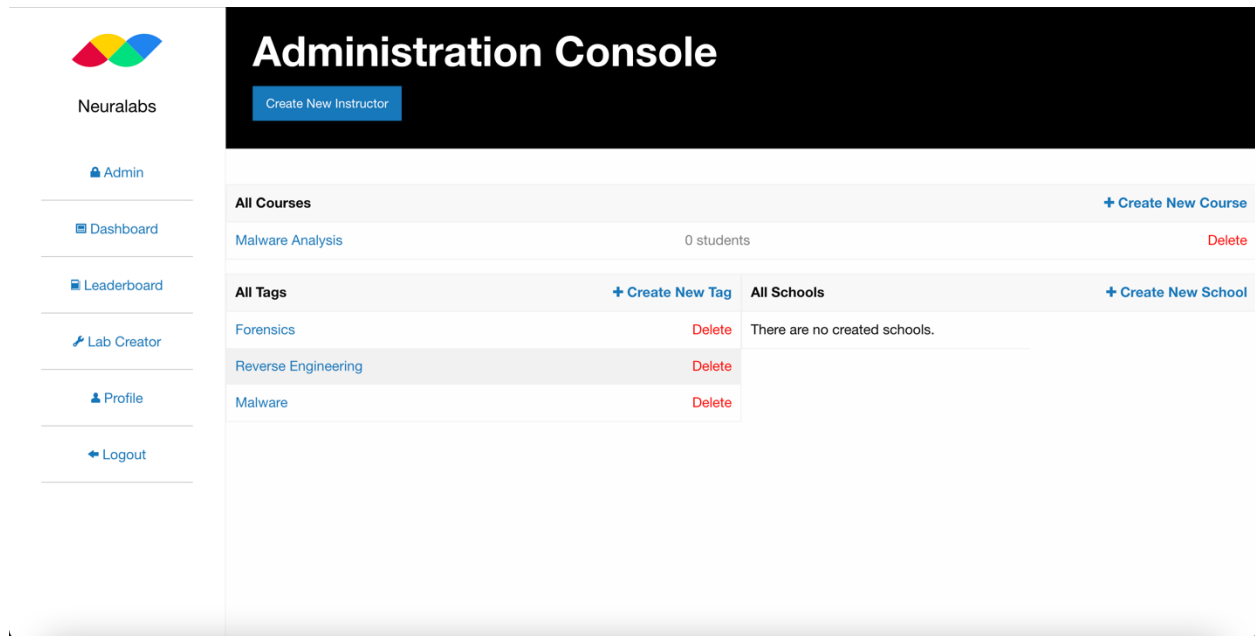 Neuralabs
Admin
Dashboard
Leaderboard
Lab Creator
Profile
Logout
Administration Console
Create New Instructor
All Courses + Create New Course
Malware Analysis 0 students Delete
All Tags + Create New Tag
Forensics Delete
Reverse Engineering Delete
Malware Delete
All Schools + Create New School
There are no created schools.